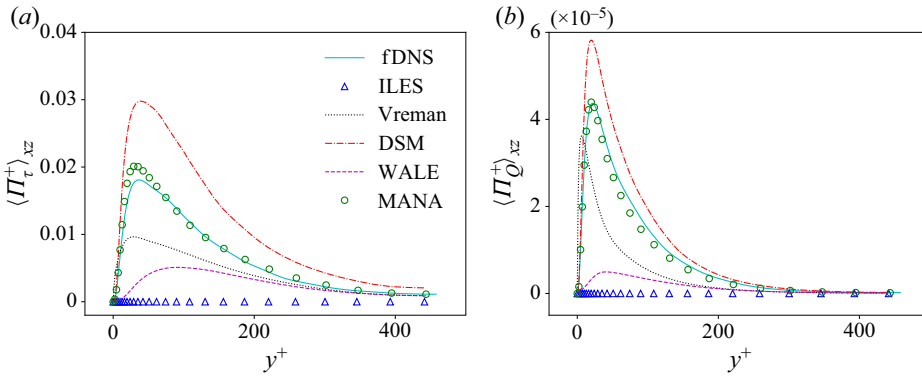 (a)
0.04
0.03
0.02
0.01
0
⟨Π_τ^+⟩_xz
0 200 400
y^+
fDNS
ILES
Vreman
DSM
WALE
MANA
(b)
(×10^−5)
6
4
2
0
⟨Π_Q^+⟩_xz
0 200 400
y^+